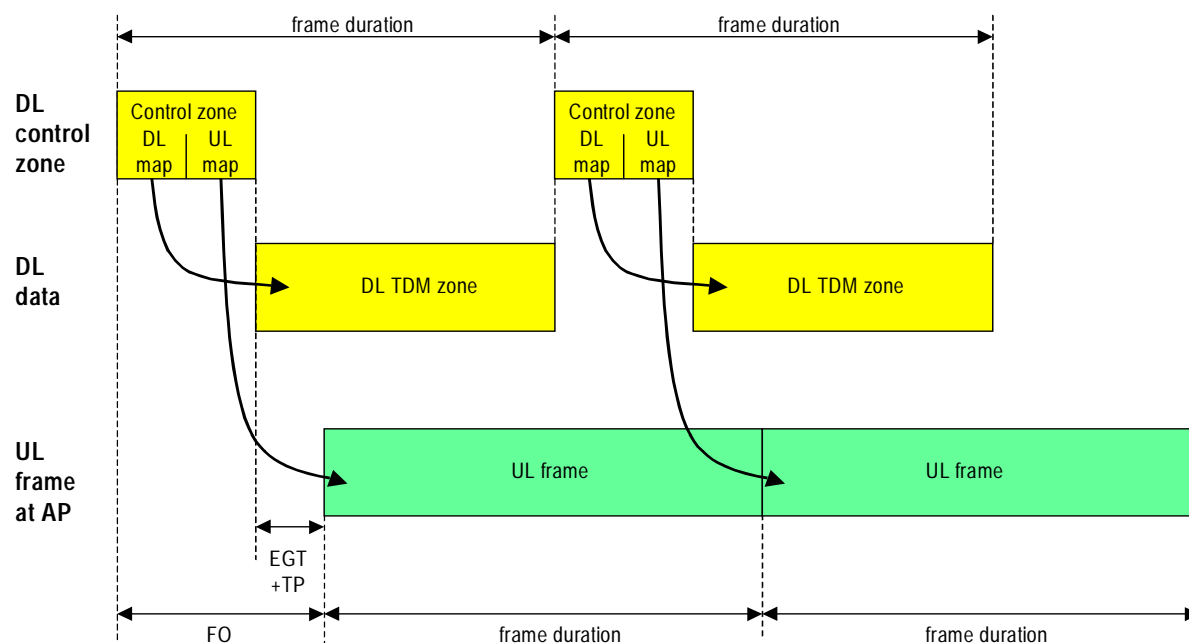 frame duration frame duration
DL control zone
Control zone
DL map UL map
Control zone
DL map UL map
DL data
DL TDM zone DL TDM zone
UL frame at AP
UL frame UL frame
EGT +TP
FO frame duration frame duration